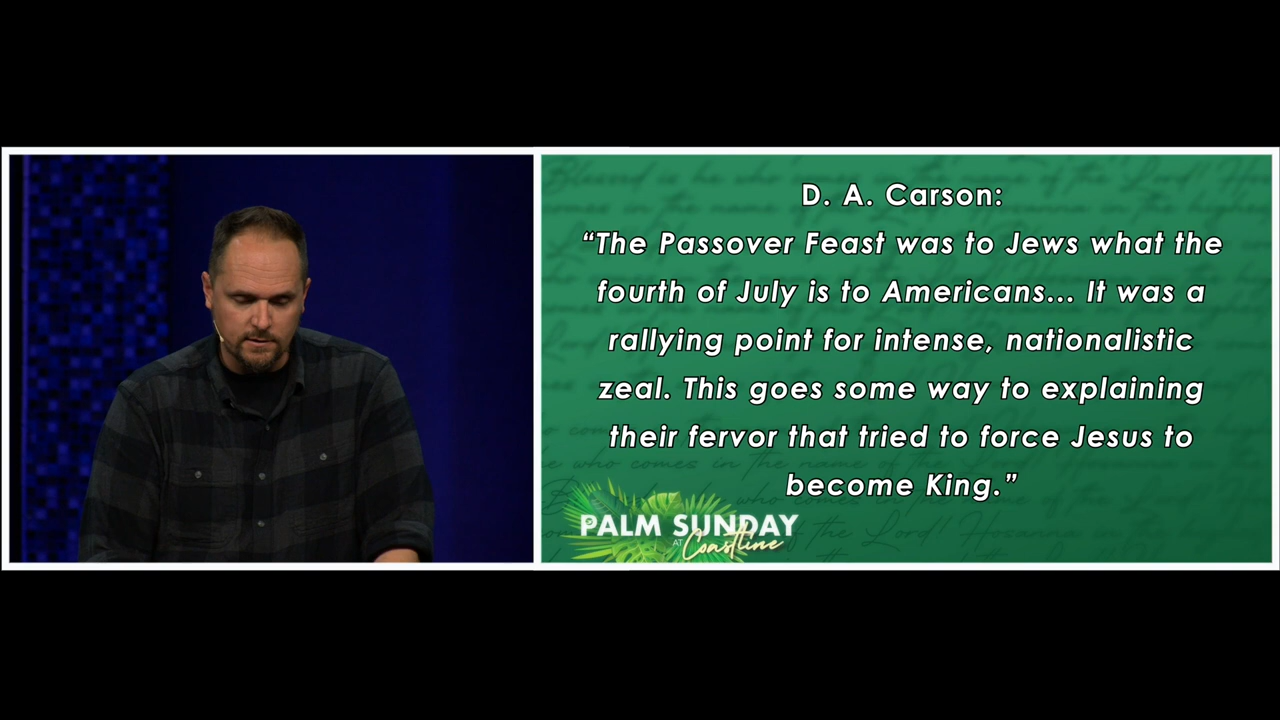 D. A. Carson:
“The Passover Feast was to Jews what the
fourth of July is to Americans... It was a
rallying point for intense, nationalistic
zeal. This goes some way to explaining
their fervor that tried to force Jesus to
become King.”
PALM SUNDAY
AT Coastline